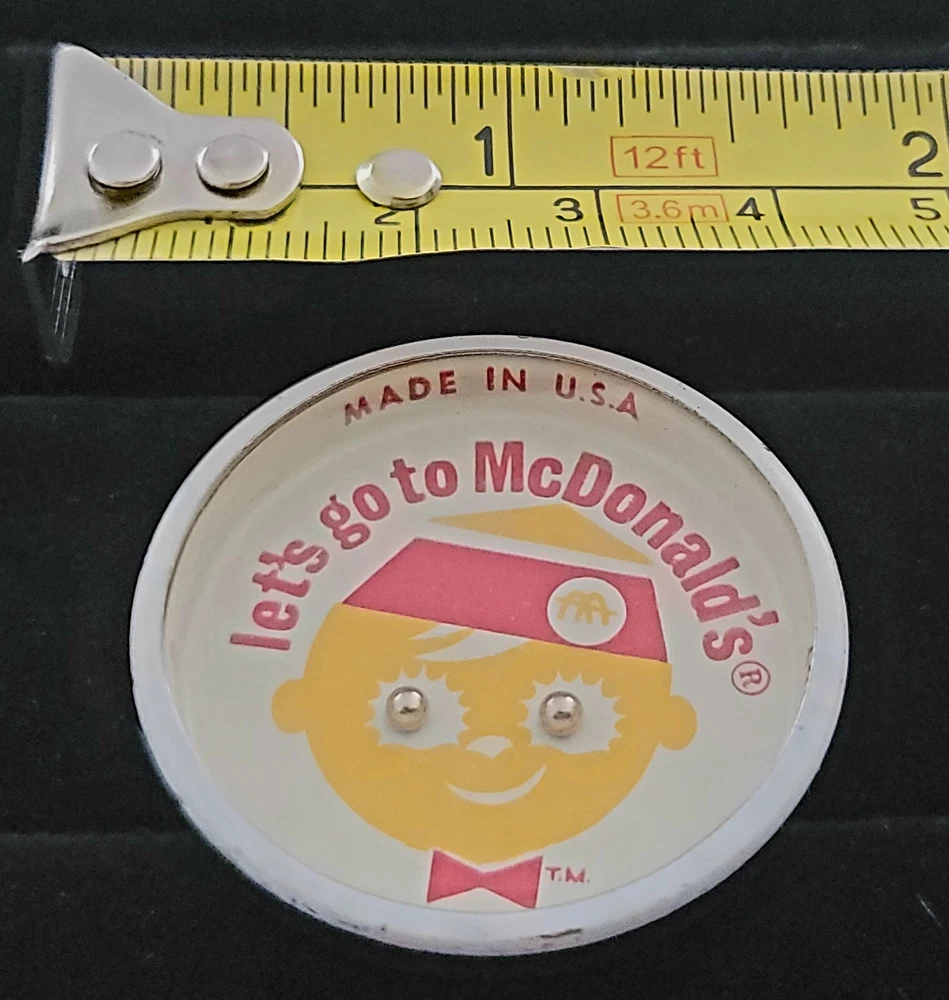 1 12ft 2
2 3 3.6m 4 5
MADE IN U.S.A
let's go to McDonald's®
T.M.